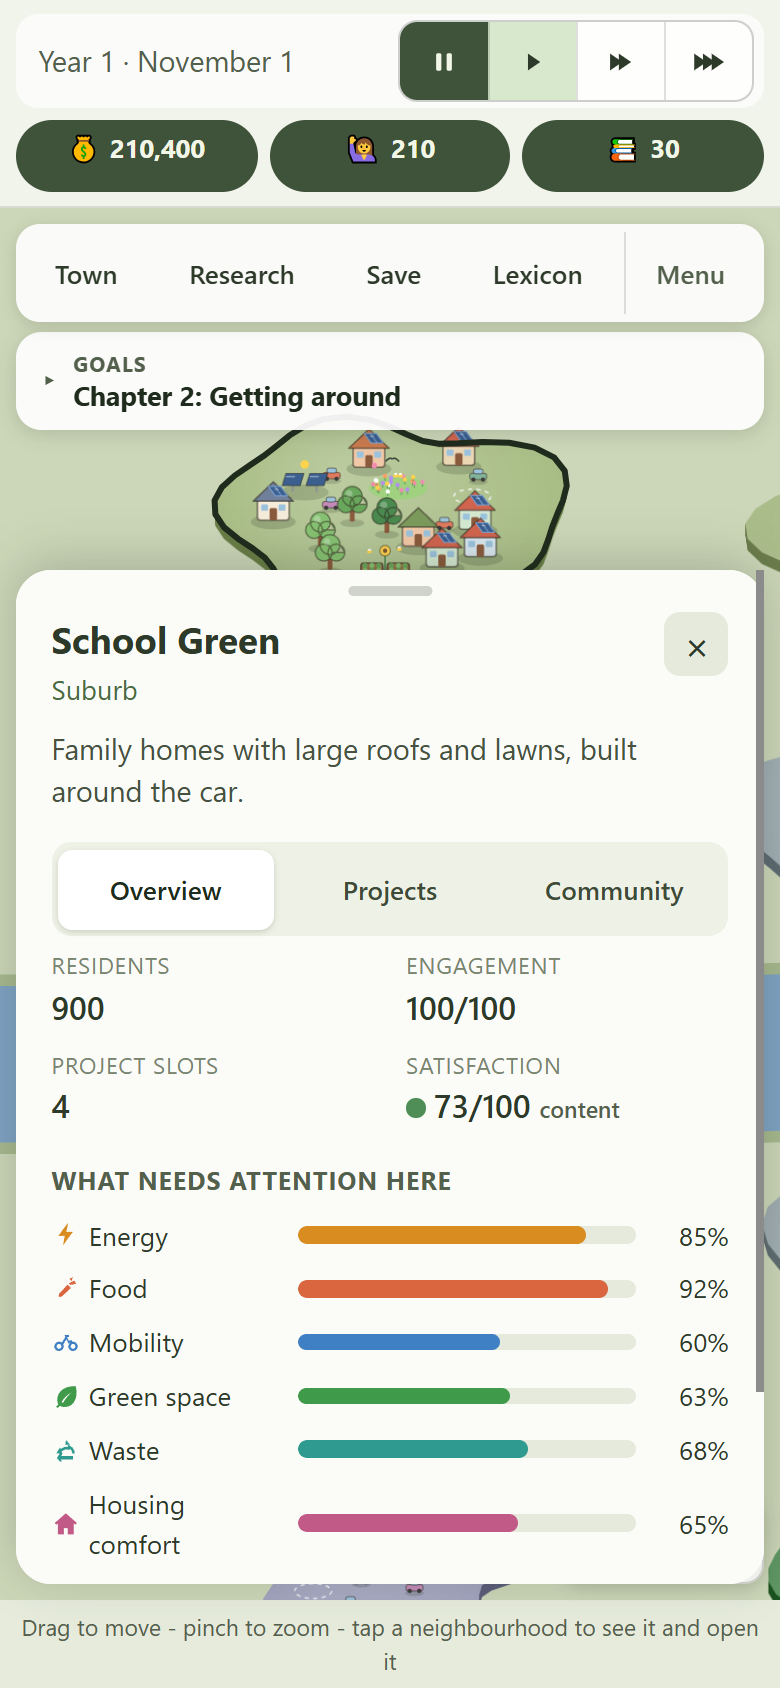 Year 1 · November 1
210,400
210
30
Town Research Save Lexicon Menu
GOALS
Chapter 2: Getting around
School Green
Suburb
Family homes with large roofs and lawns, built
around the car.
Overview Projects Community
RESIDENTS ENGAGEMENT
900 100/100
PROJECT SLOTS SATISFACTION
4 73/100 content
WHAT NEEDS ATTENTION HERE
Energy 85%
Food 92%
Mobility 60%
Green space 63%
Waste 68%
Housing
comfort 65%
Drag to move - pinch to zoom - tap a neighbourhood to see it and open
it